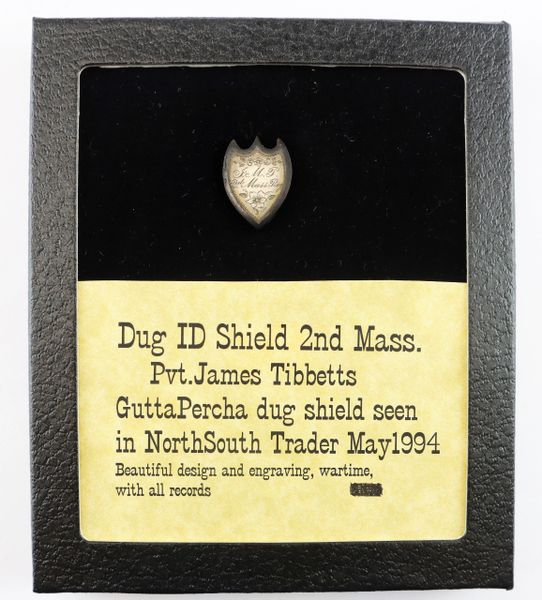 J. M. T.
Mass
Dug ID Shield 2nd Mass.
Pvt.James Tibbetts
GuttaPercha dug shield seen
in NorthSouth Trader May1994
Beautiful design and engraving, wartime,
with all records